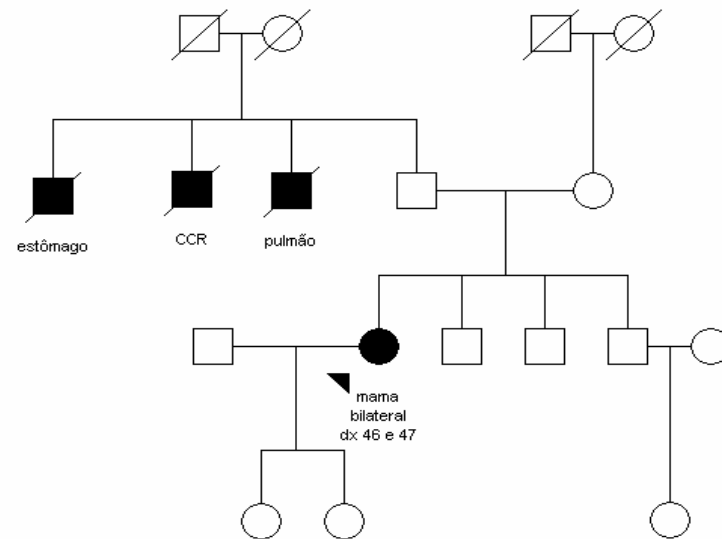 estômago
CCR
pulmão
mama
bilateral
dx 46 e 47